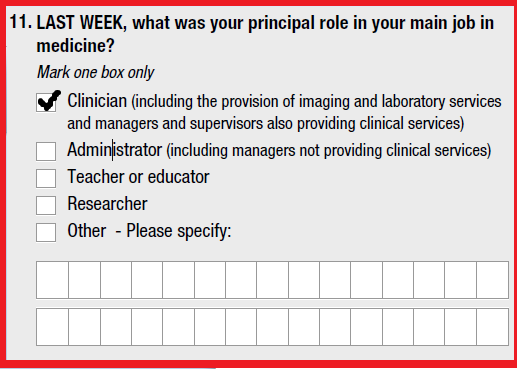 11. LAST WEEK, what was your principal role in your main job in
medicine?
Mark one box only
Clinician (including the provision of imaging and laboratory services
and managers and supervisors also providing clinical services)
Administrator (including managers not providing clinical services)
Teacher or educator
Researcher
Other - Please specify: